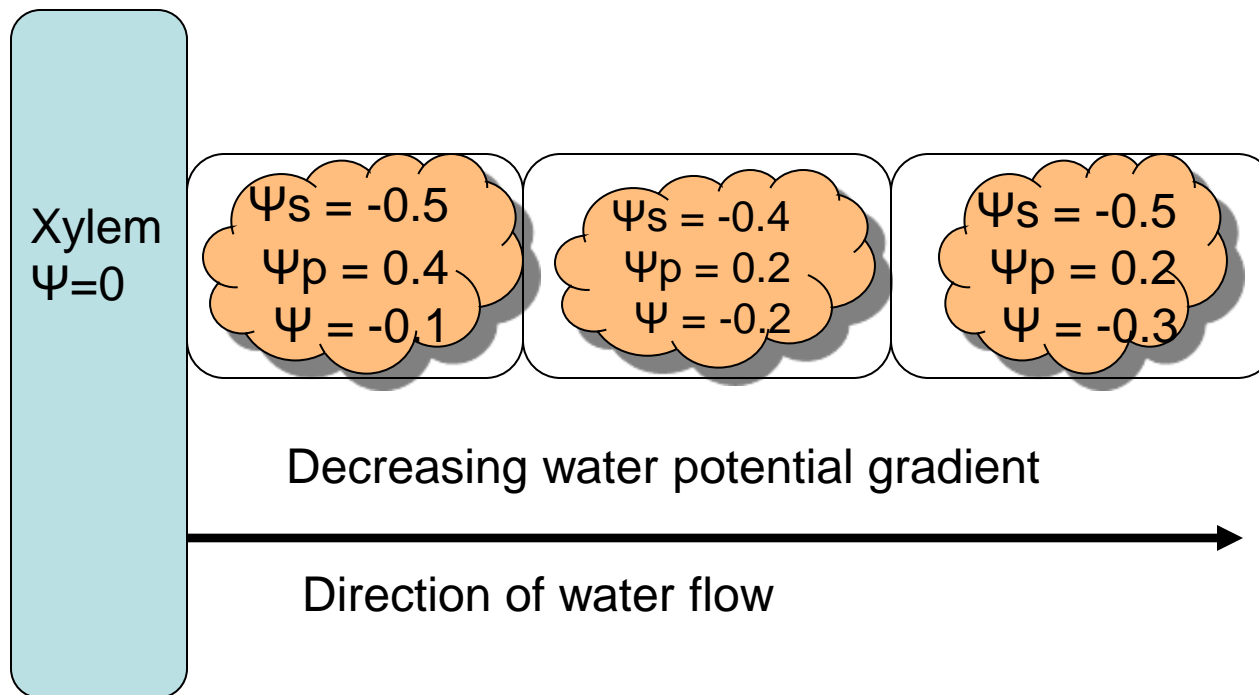 Xylem
Ψ=0
Ψs = -0.5
Ψp = 0.4
Ψ = -0.1
Ψs = -0.4
Ψp = 0.2
Ψ = -0.2
Ψs = -0.5
Ψp = 0.2
Ψ = -0.3
Decreasing water potential gradient
Direction of water flow